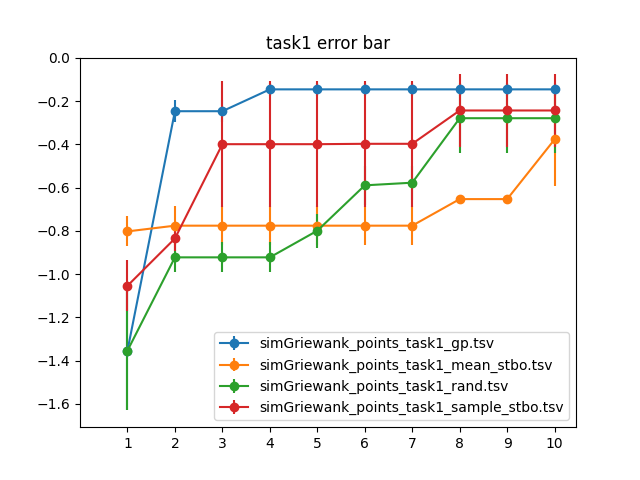 task1 error bar
0.0
−0.2
−0.4
−0.6
−0.8
−1.0
−1.2
−1.4
−1.6
simGriewank_points_task1_gp.tsv
simGriewank_points_task1_mean_stbo.tsv
simGriewank_points_task1_rand.tsv
simGriewank_points_task1_sample_stbo.tsv
1 2 3 4 5 6 7 8 9 10